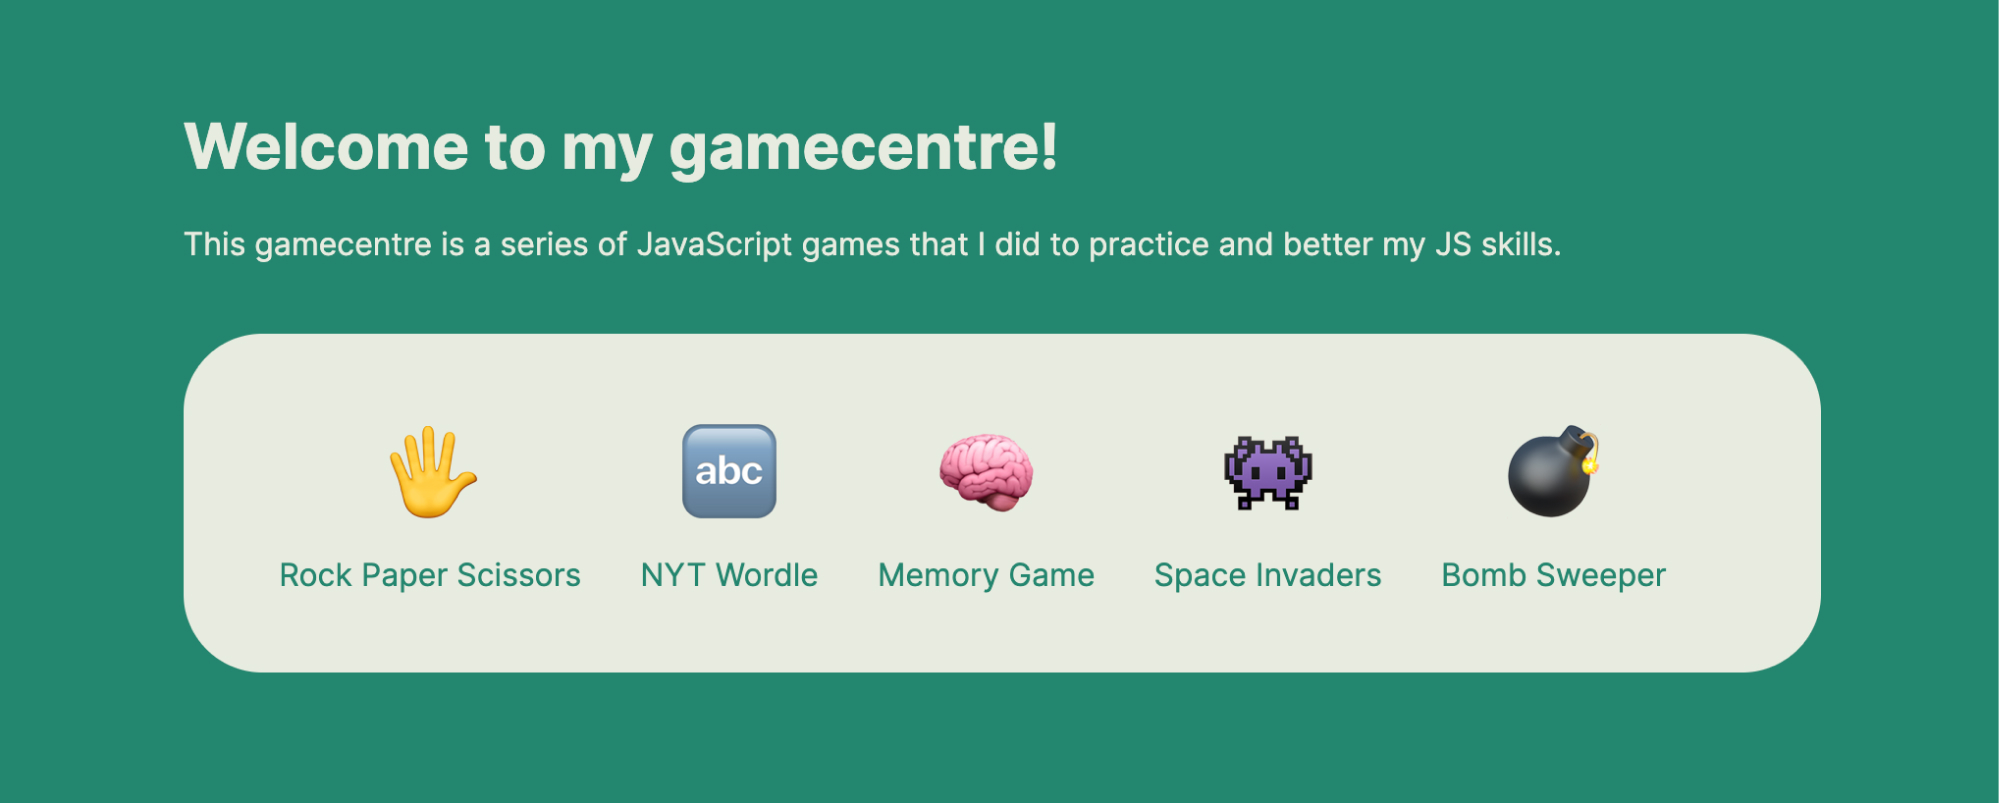 Welcome to my gamecentre!
This gamecentre is a series of JavaScript games that I did to practice and better my JS skills.
abc
Rock Paper Scissors
NYT Wordle
Memory Game
Space Invaders
Bomb Sweeper